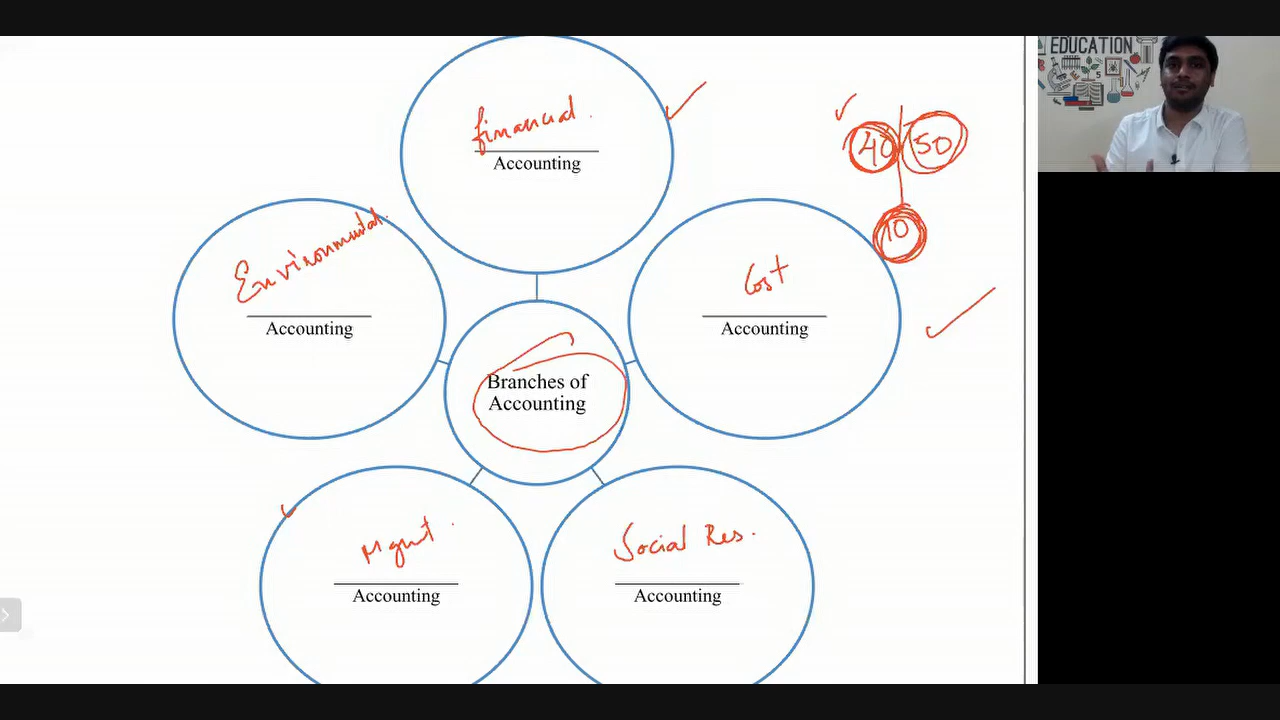 EDUCATION
financial.
Accounting
40 50
10
Environmental.
Accounting
Cost
Accounting
Branches of
Accounting
Mgmt.
Accounting
Social Res.
Accounting